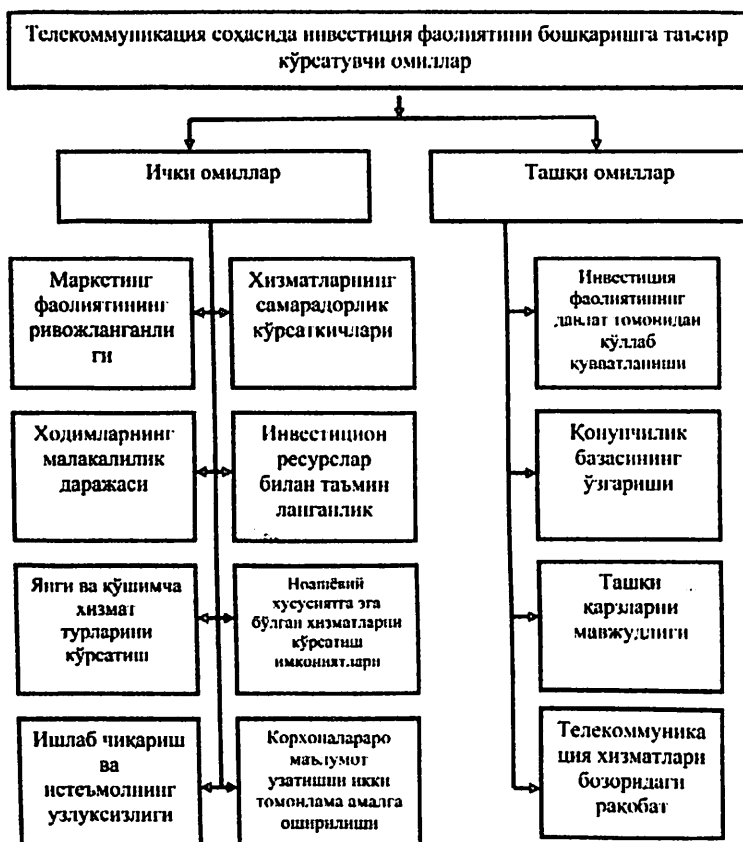 Телекоммуникация соҳасида инвестиция фаолиятини бошқаришга таъсир
кўрсатувчи омиллар
Ички омиллар
Ташқи омиллар
Маркетинг
фаолиятининг
ривожланганли
ги
Хизматларнинг
самарадорлик
кўрсаткичлари
Инвестиция
фаолиятининг
давлат томонидан
қўллаб
қувватланиши
Ходимларнинг
малакалилик
даражаси
Инвестицион
ресурслар
билан таъмин
ланганлик
Қонунчилик
базасининг
ўзгариши
Янги ва қўшимча
хизмат
турларини
кўрсатиш
Ноашёвий
хусусиятга эга
бўлган хизматларни
кўрсатиш
имкониятлари
Ташқи
қарзларни
мавжудлиги
Ишлаб чиқариш
ва
истеъмолнинг
узлуксизлиги
Корхоналараро
маълумот
узатишни икки
томонлама амалга
оширилиши
Телекоммуника
ция хизматлари
бозоридаги
рақобат